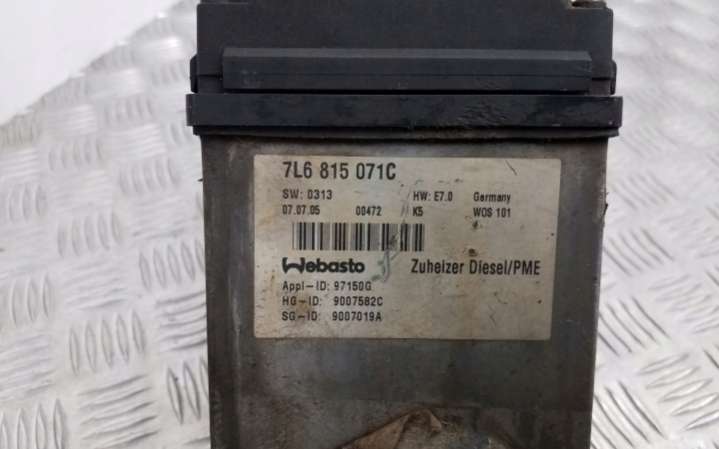 7L6 815 071C
SW: 0313 HW: E7.0 Germany
07.07.05 00472 K5 WOS 101
Webasto Zuheizer Diesel/PME
Appl-ID: 97150G
HG-ID: 9007582C
SG-ID: 9007019A